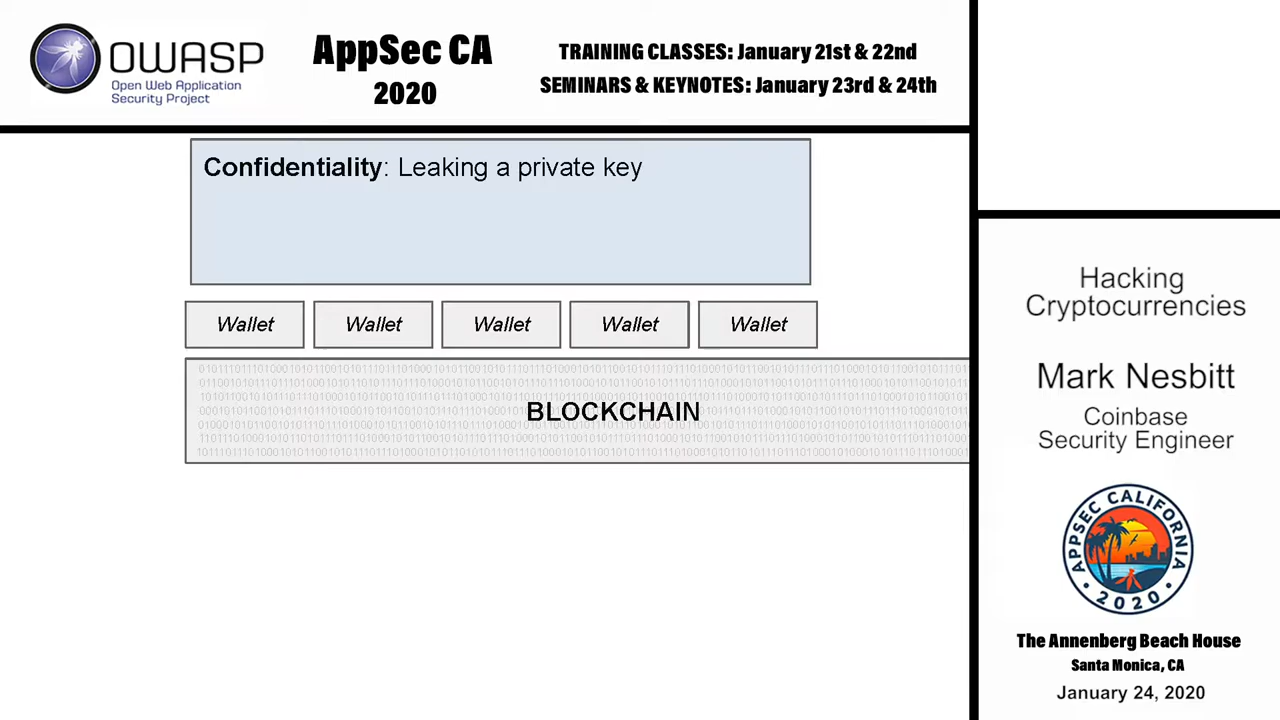 OWASP
Open Web Application
Security Project
AppSec CA
2020
TRAINING CLASSES: January 21st & 22nd
SEMINARS & KEYNOTES: January 23rd & 24th
Confidentiality: Leaking a private key
Wallet Wallet Wallet Wallet Wallet
BLOCKCHAIN
Hacking
Cryptocurrencies
Mark Nesbitt
Coinbase
Security Engineer
APPSEC CALIFORNIA
• 2020 •
The Annenberg Beach House
Santa Monica, CA
January 24, 2020